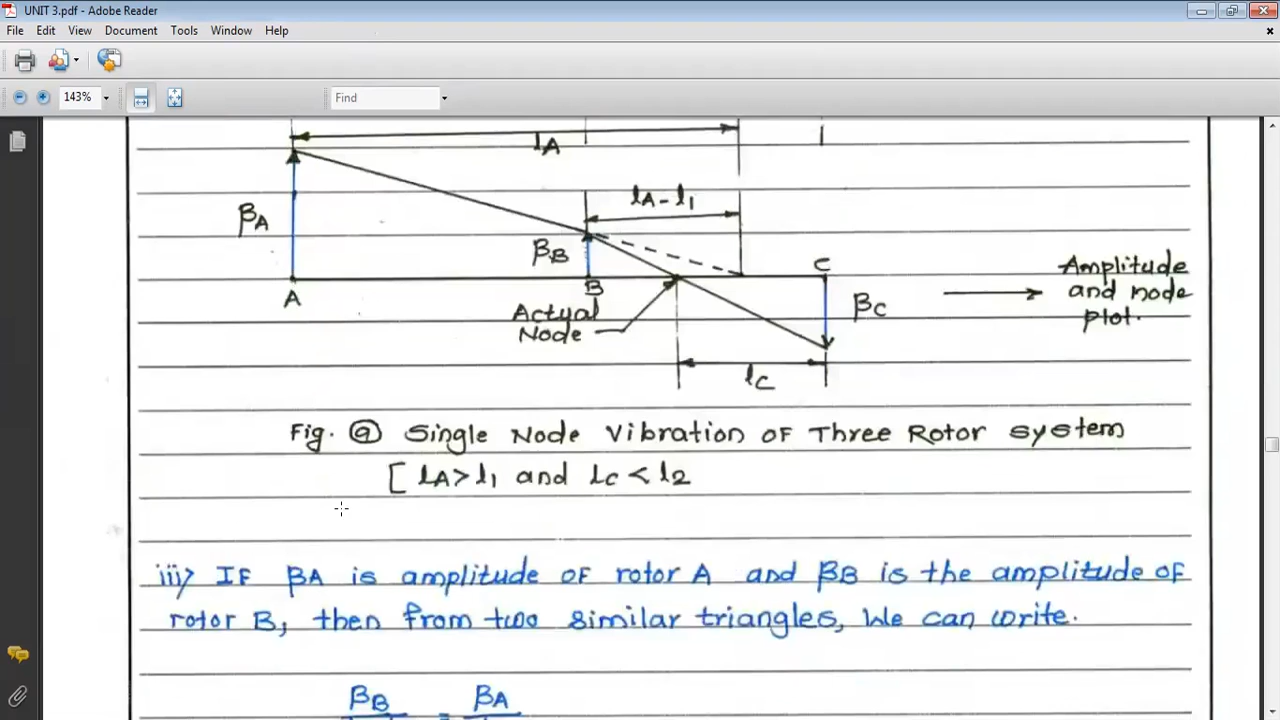 UNIT 3.pdf - Adobe Reader
File Edit View Document Tools Window Help
143% Find
lA
lA - l1
βA
βB
A
B
C
βC
Actual
Node
lC
Amplitude
and node
plot.
Fig. ⓐ Single Node Vibration of Three Rotor system
[ lA > l1 and lC < l2
iii> IF βA is amplitude of rotor A and βB is the amplitude of
rotor B, then from two similar triangles, We can write.
βB = βA